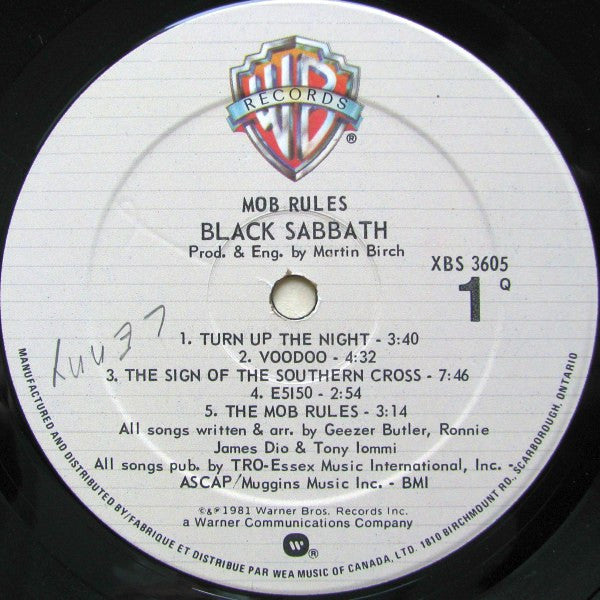 WB
RECORDS
®
MOB RULES
BLACK SABBATH
Prod. & Eng. by Martin Birch
XBS 3605
1 Q
1. TURN UP THE NIGHT - 3:40
2. VOODOO - 4:32
3. THE SIGN OF THE SOUTHERN CROSS - 7:46
4. E5150 - 2:54
5. THE MOB RULES - 3:14
All songs written & arr. by Geezer Butler, Ronnie
James Dio & Tony Iommi
All songs pub. by TRO-Essex Music International, Inc. -
ASCAP/Muggins Music Inc. - BMI
©&℗1981 Warner Bros. Records Inc.
a Warner Communications Company
®
MANUFACTURED AND DISTRIBUTED BY/FABRIQUE ET DISTRIBUE PAR WEA MUSIC OF CANADA, LTD. 1810 BIRCHMOUNT RD., SCARBOROUGH, ONTARIO